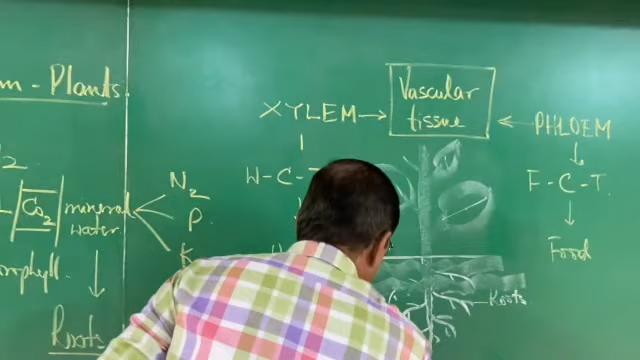 m - Plants
XYLEM →
Vascular
tissue
← PHLOEM
W-C-T
F-C-T.
Food
N2
P
K
CO2
mineral
water
orophyll.
Roots
Roots